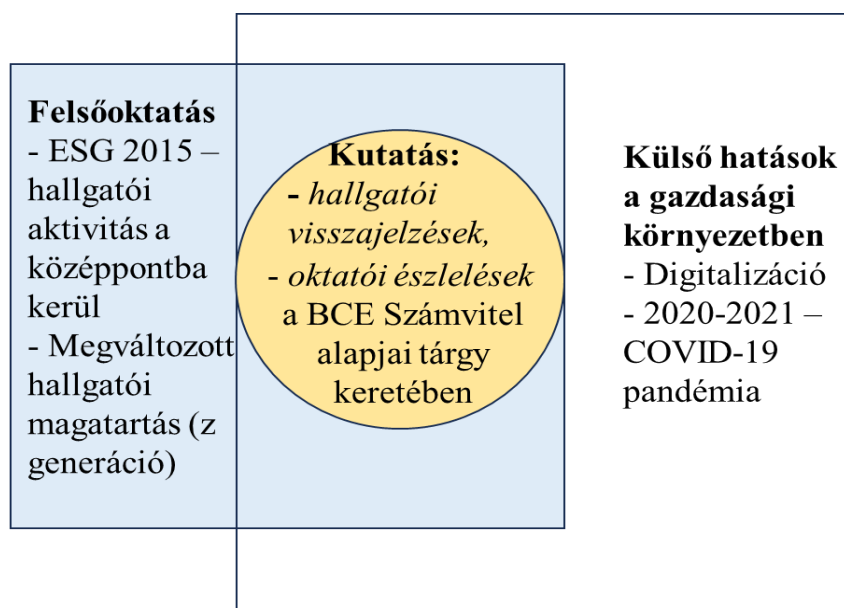 Felsőoktatás
- ESG 2015 –
hallgatói
aktivitás a
középpontba
kerül
- Megváltozott
hallgatói
magatartás (z
generáció)
Kutatás:
- hallgatói
visszajelzések,
- oktatói észlelések
a BCE Számvitel
alapjai tárgy
keretében
Külső hatások
a gazdasági
környezetben
- Digitalizáció
- 2020-2021 –
COVID-19
pandémia